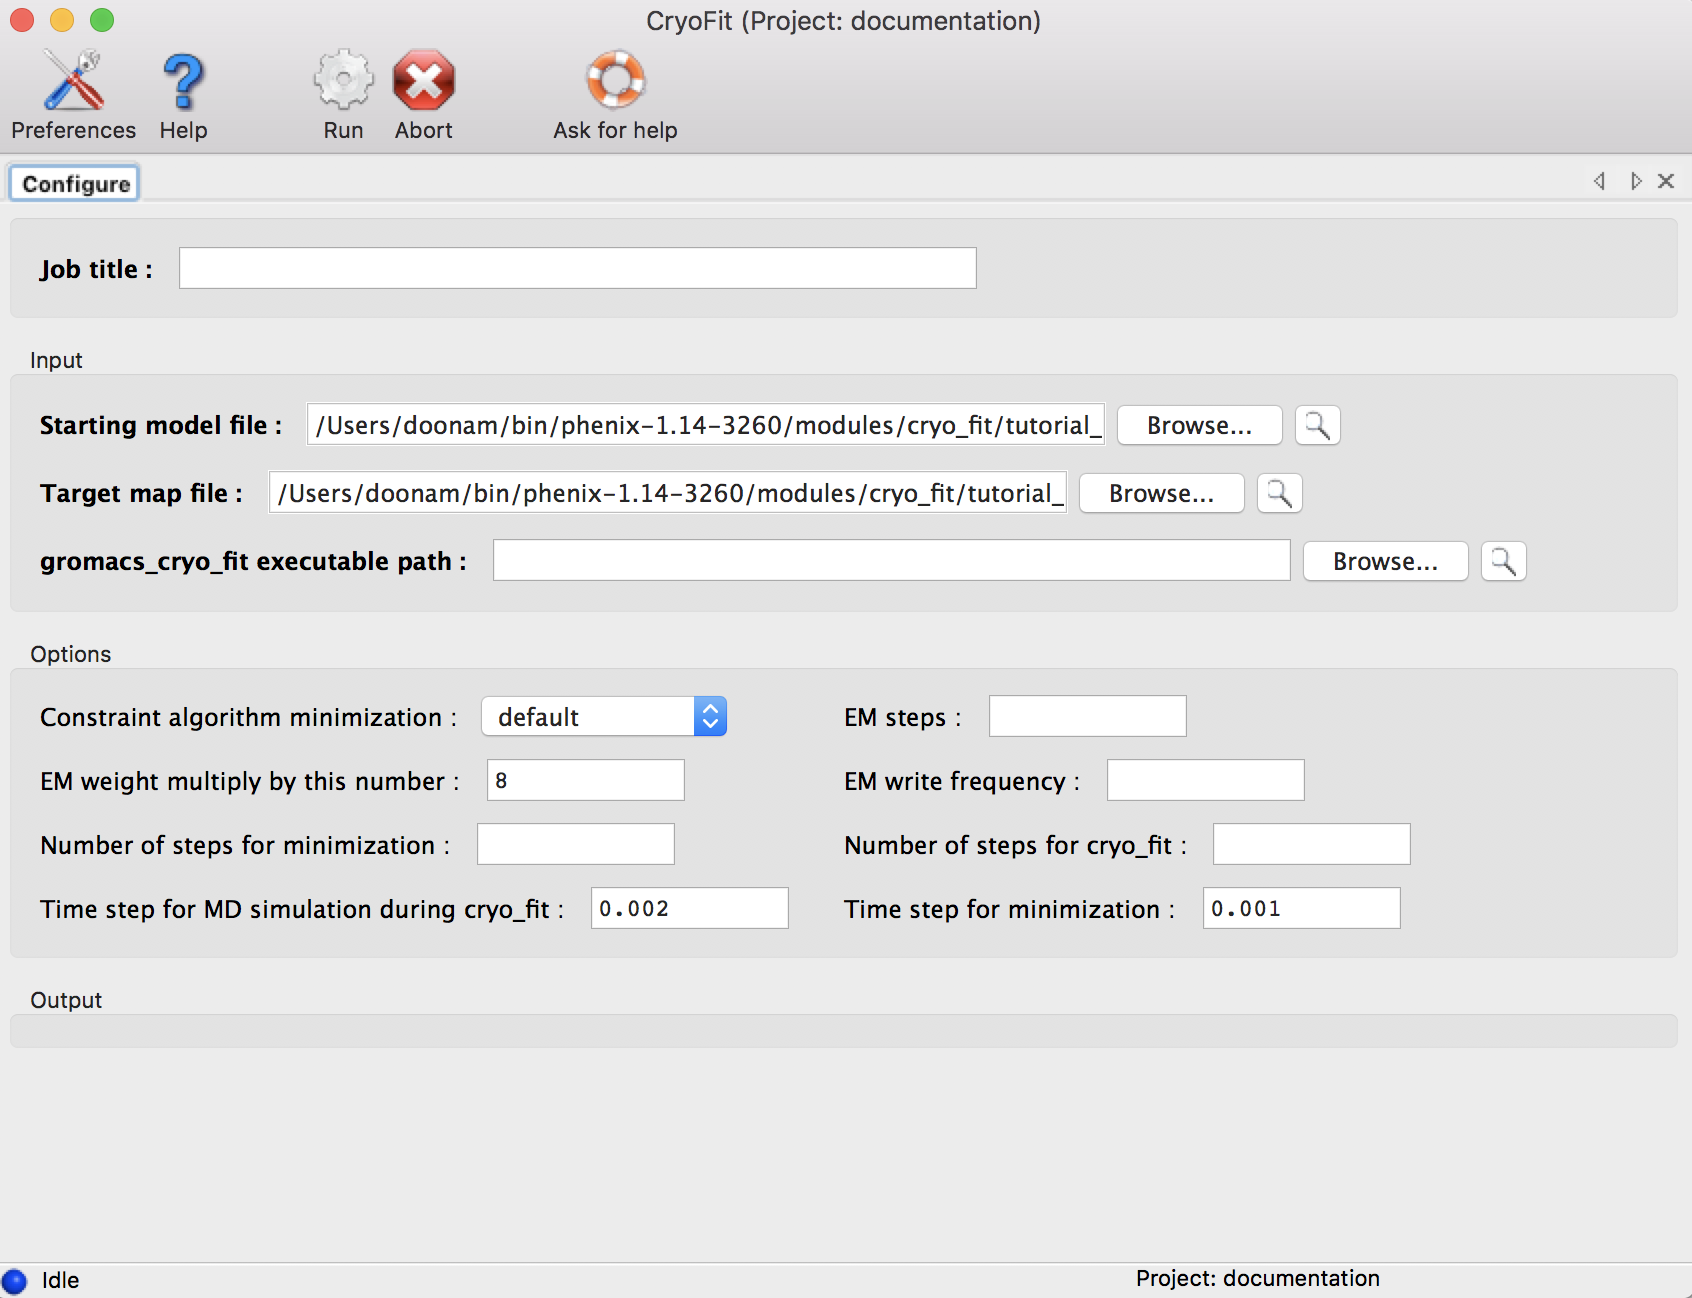 CryoFit (Project: documentation)
Preferences Help Run Abort Ask for help
Configure
Job title :
Input
Starting model file : /Users/doonam/bin/phenix-1.14-3260/modules/cryo_fit/tutorial_ Browse...
Target map file : /Users/doonam/bin/phenix-1.14-3260/modules/cryo_fit/tutorial_ Browse...
gromacs_cryo_fit executable path : Browse...
Options
Constraint algorithm minimization : default EM steps :
EM weight multiply by this number : 8 EM write frequency :
Number of steps for minimization : Number of steps for cryo_fit :
Time step for MD simulation during cryo_fit : 0.002 Time step for minimization : 0.001
Output
Idle Project: documentation